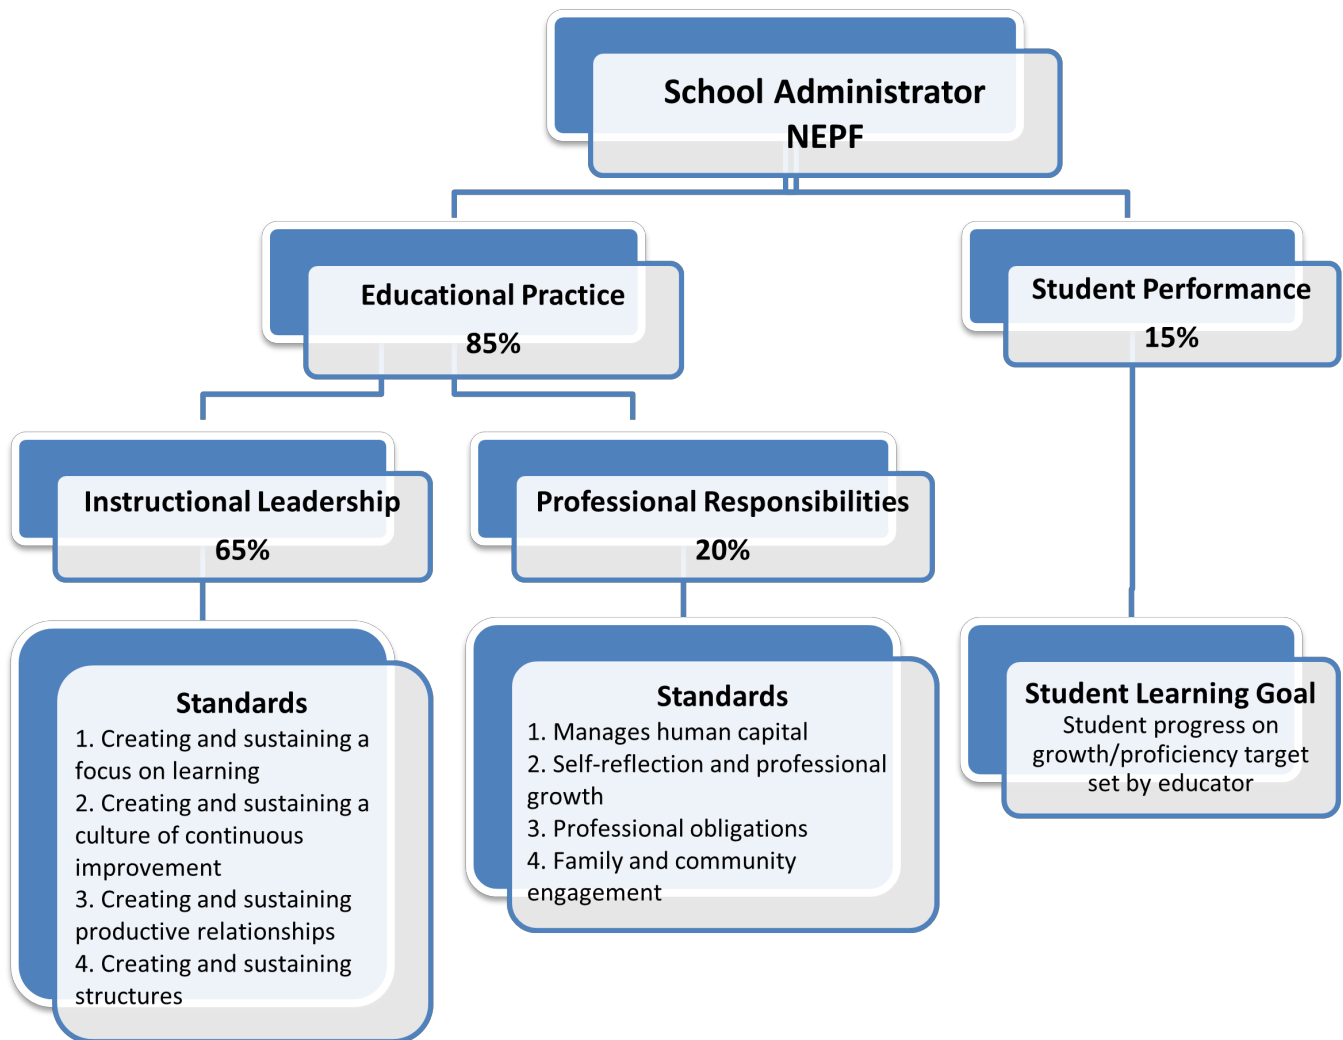 School Administrator
NEPF
Educational Practice
85%
Student Performance
15%
Instructional Leadership
65%
Professional Responsibilities
20%
Standards
1. Creating and sustaining a
focus on learning
2. Creating and sustaining a
culture of continuous
improvement
3. Creating and sustaining
productive relationships
4. Creating and sustaining
structures
Standards
1. Manages human capital
2. Self-reflection and professional
growth
3. Professional obligations
4. Family and community
engagement
Student Learning Goal
Student progress on
growth/proficiency target
set by educator